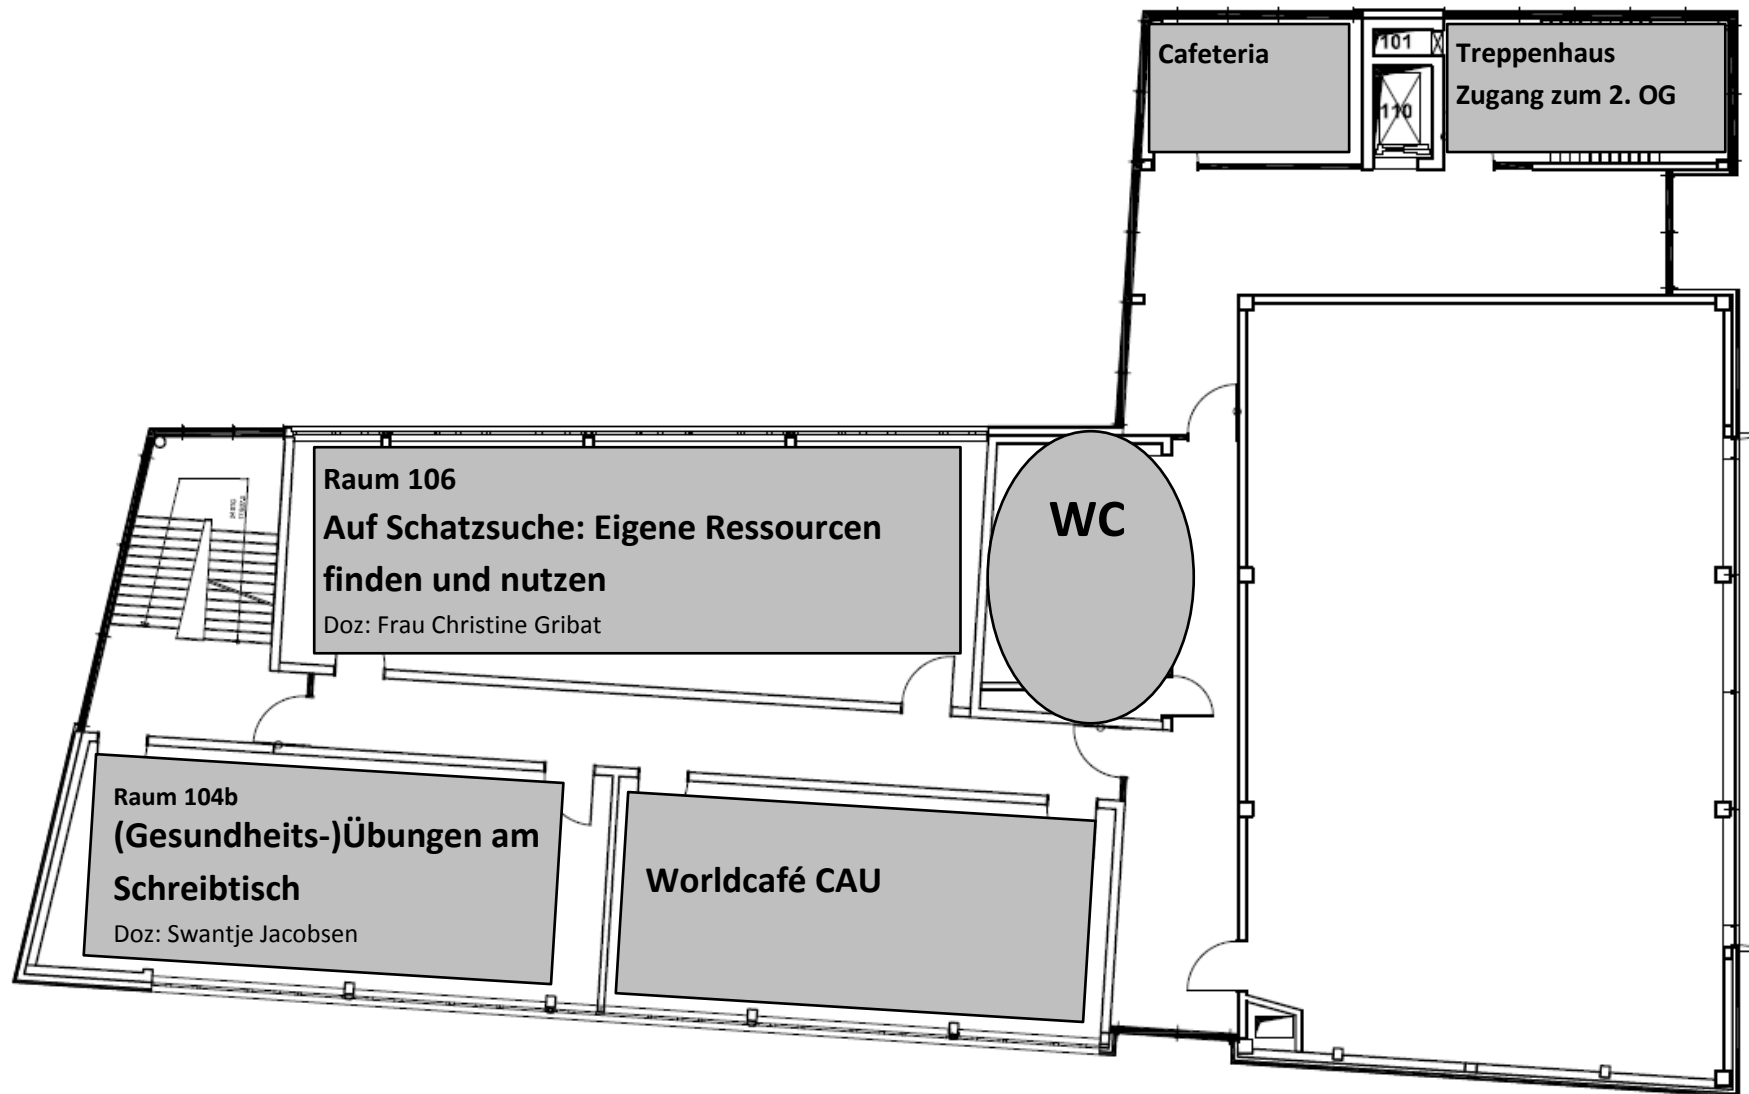 Cafeteria
101
110
Treppenhaus
Zugang zum 2. OG
Raum 106
Auf Schatzsuche: Eigene Ressourcen
finden und nutzen
Doz: Frau Christine Gribat
WC
Raum 104b
(Gesundheits-)Übungen am
Schreibtisch
Doz: Swantje Jacobsen
Worldcafé CAU